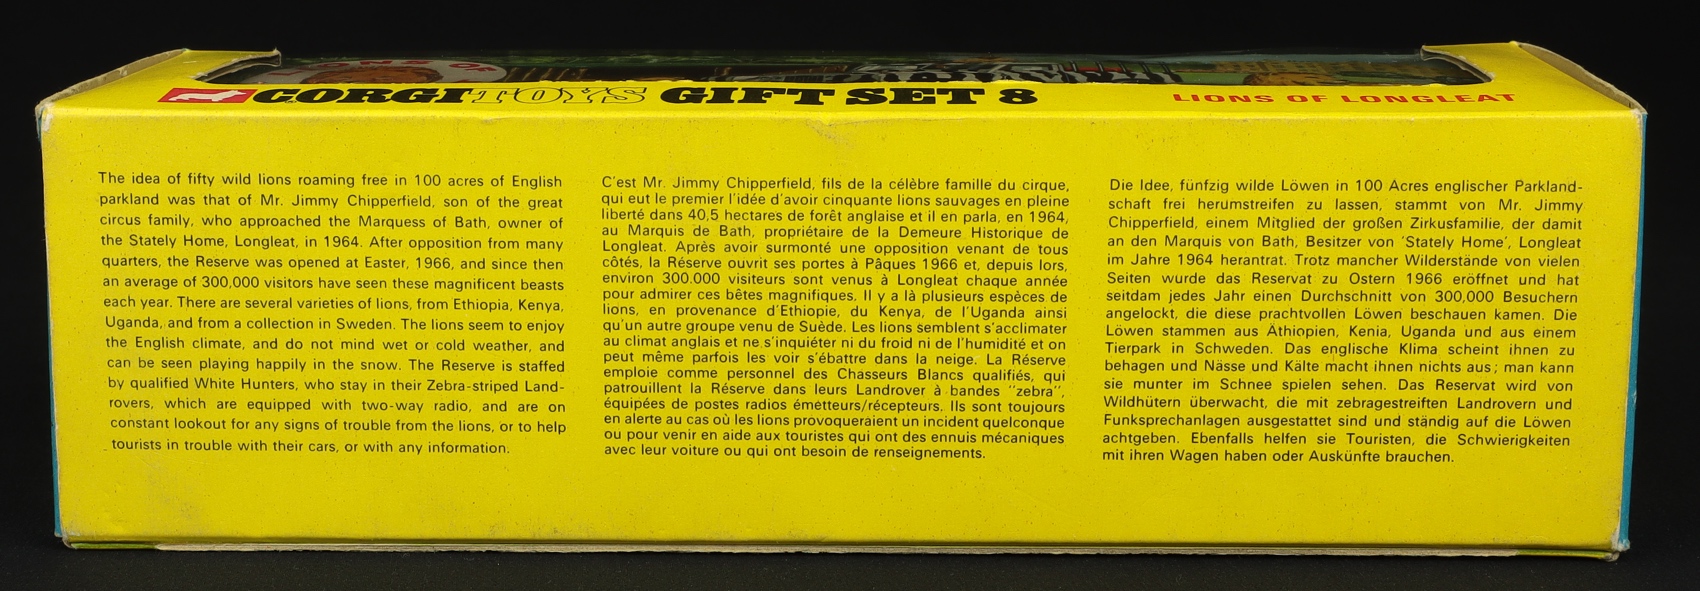 LIONS OF
CORGI TOYS GIFT SET 8
LIONS OF LONGLEAT
The idea of fifty wild lions roaming free in 100 acres of English
parkland was that of Mr. Jimmy Chipperfield, son of the great
circus family, who approached the Marquess of Bath, owner of
the Stately Home, Longleat, in 1964. After opposition from many
quarters, the Reserve was opened at Easter, 1966, and since then
an average of 300,000 visitors have seen these magnificent beasts
each year. There are several varieties of lions, from Ethiopia, Kenya,
Uganda, and from a collection in Sweden. The lions seem to enjoy
the English climate, and do not mind wet or cold weather, and
can be seen playing happily in the snow. The Reserve is staffed
by qualified White Hunters, who stay in their Zebra-striped Land-
rovers, which are equipped with two-way radio, and are on
constant lookout for any signs of trouble from the lions, or to help
tourists in trouble with their cars, or with any information.
C'est Mr. Jimmy Chipperfield, fils de la célèbre famille du cirque,
qui eut le premier l'idée d'avoir cinquante lions sauvages en pleine
liberté dans 40,5 hectares de forêt anglaise et il en parla, en 1964,
au Marquis de Bath, propriétaire de la Demeure Historique de
Longleat. Après avoir surmonté une opposition venant de tous
côtés, la Réserve ouvrit ses portes à Pâques 1966 et, depuis lors,
environ 300.000 visiteurs sont venus à Longleat chaque année
pour admirer ces bêtes magnifiques. Il y a là plusieurs espèces de
lions, en provenance d'Ethiopie, du Kenya, de l'Uganda ainsi
qu'un autre groupe venu de Suède. Les lions semblent s'acclimater
au climat anglais et ne s'inquiéter ni du froid ni de l'humidité et on
peut même parfois les voir s'ébattre dans la neige. La Réserve
emploie comme personnel des Chasseurs Blancs qualifiés, qui
patrouillent la Réserve dans leurs Landrover à bandes "zebra",
équipées de postes radios émetteurs/récepteurs. Ils sont toujours
en alerte au cas où les lions provoqueraient un incident quelconque
ou pour venir en aide aux touristes qui ont des ennuis mécaniques
avec leur voiture ou qui ont besoin de renseignements.
Die Idee, fünfzig wilde Löwen in 100 Acres englischer Parkland-
schaft frei herumstreifen zu lassen, stammt von Mr. Jimmy
Chipperfield, einem Mitglied der großen Zirkusfamilie, der damit
an den Marquis von Bath, Besitzer von 'Stately Home', Longleat
im Jahre 1964 herantrat. Trotz mancher Wilderstände von vielen
Seiten wurde das Reservat zu Ostern 1966 eröffnet und hat
seitdem jedes Jahr einen Durchschnitt von 300,000 Besuchern
angelockt, die diese prachtvollen Löwen beschauen kamen. Die
Löwen stammen aus Äthiopien, Kenia, Uganda und aus einem
Tierpark in Schweden. Das englische Klima scheint ihnen zu
behagen und Nässe und Kälte macht ihnen nichts aus; man kann
sie munter im Schnee spielen sehen. Das Reservat wird von
Wildhütern überwacht, die mit zebragestreiften Landrovern und
Funksprechanlagen ausgestattet sind und ständig auf die Löwen
achtgeben. Ebenfalls helfen sie Touristen, die Schwierigkeiten
mit ihren Wagen haben oder Auskünfte brauchen.